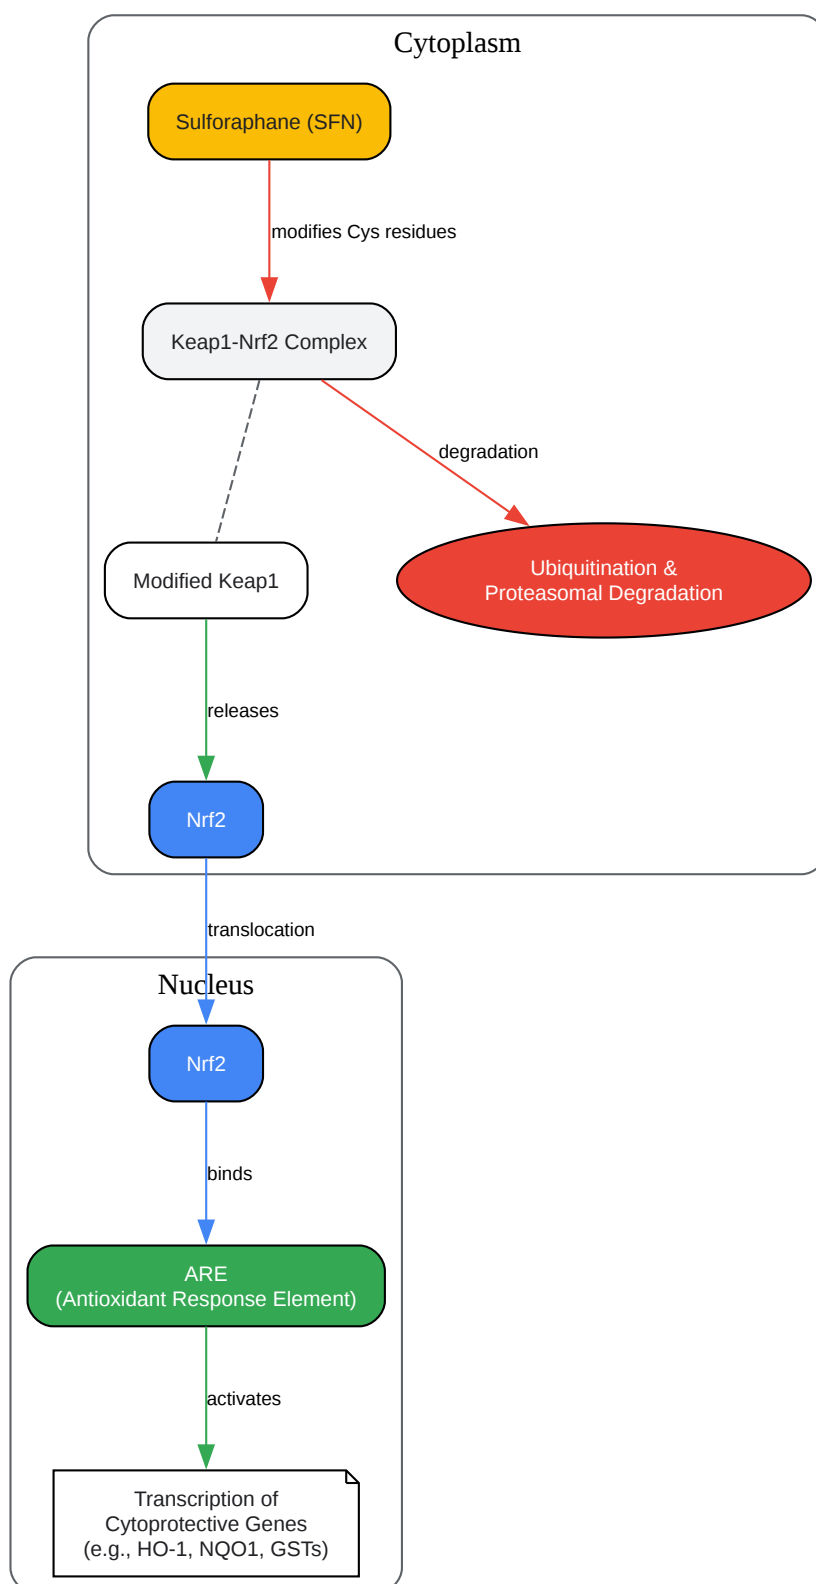 Cytoplasm
Sulforaphane (SFN)
modifies Cys residues
Keap1-Nrf2 Complex
degradation
Modified Keap1
Ubiquitination &
Proteasomal Degradation
releases
Nrf2
translocation
Nucleus
Nrf2
binds
ARE
(Antioxidant Response Element)
activates
Transcription of
Cytoprotective Genes
(e.g., HO-1, NQO1, GSTs)